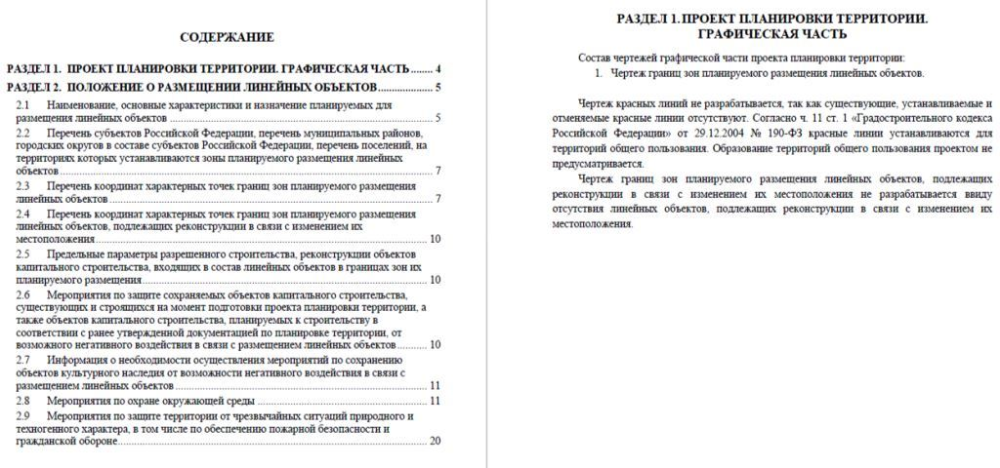 СОДЕРЖАНИЕ
РАЗДЕЛ 1. ПРОЕКТ ПЛАНИРОВКИ ТЕРРИТОРИИ. ГРАФИЧЕСКАЯ ЧАСТЬ ........ 4
РАЗДЕЛ 2. ПОЛОЖЕНИЕ О РАЗМЕЩЕНИИ ЛИНЕЙНЫХ ОБЪЕКТОВ ................... 5
2.1 Наименование, основные характеристики и назначение планируемых для
размещения линейных объектов ................... 5
2.2 Перечень субъектов Российской Федерации, перечень муниципальных районов,
городских округов в составе субъектов Российской Федерации, перечень поселений, на
территориях которых устанавливаются зоны планируемого размещения линейных
объектов ................... 7
2.3 Перечень координат характерных точек границ зон планируемого размещения
линейных объектов ................... 7
2.4 Перечень координат характерных точек границ зон планируемого размещения
линейных объектов, подлежащих реконструкции в связи с изменением их
местоположения ................... 10
2.5 Предельные параметры разрешенного строительства, реконструкции объектов
капитального строительства, входящих в состав линейных объектов в границах зон их
планируемого размещения ................... 10
2.6 Мероприятия по защите сохраняемых объектов капитального строительства,
существующих и строящихся на момент подготовки проекта планировки территории, а
также объектов капитального строительства, планируемых к строительству в
соответствии с ранее утвержденной документацией по планировке территории, от
возможного негативного воздействия в связи с размещением линейных объектов ........... 10
2.7 Информация о необходимости осуществления мероприятий по сохранению
объектов культурного наследия от возможности негативного воздействия в связи с
размещением линейных объектов ................... 11
2.8 Мероприятия по охране окружающей среды ................... 11
2.9 Мероприятия по защите территории от чрезвычайных ситуаций природного и
техногенного характера, в том числе по обеспечению пожарной безопасности и
гражданской обороне ................... 20
РАЗДЕЛ 1. ПРОЕКТ ПЛАНИРОВКИ ТЕРРИТОРИИ.
ГРАФИЧЕСКАЯ ЧАСТЬ
Состав чертежей графической части проекта планировки территории:
1. Чертеж границ зон планируемого размещения линейных объектов.
Чертеж красных линий не разрабатывается, так как существующие, устанавливаемые и
отменяемые красные линии отсутствуют. Согласно ч. 11 ст. 1 «Градостроительного кодекса
Российской Федерации» от 29.12.2004 № 190-ФЗ красные линии устанавливаются для
территорий общего пользования. Образование территорий общего пользования проектом не
предусматривается.
Чертеж границ зон планируемого размещения линейных объектов, подлежащих
реконструкции в связи с изменением их местоположения не разрабатывается ввиду
отсутствия линейных объектов, подлежащих реконструкции в связи с изменением их
местоположения.